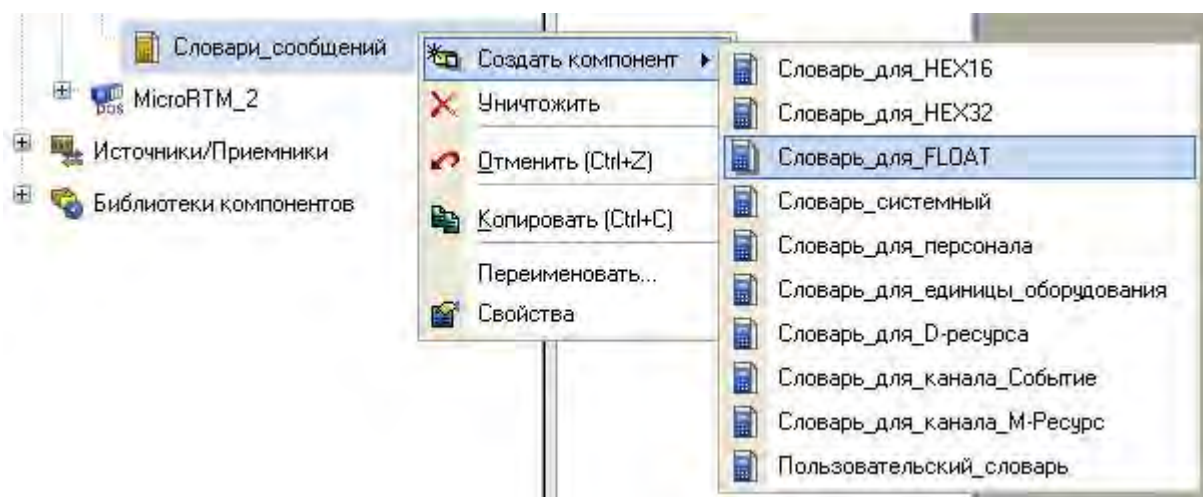 Словари_сообщений
MicroRTM_2
Источники/Приемники
Библиотеки компонентов
Создать компонент
Уничтожить
Отменить (Ctrl+Z)
Копировать (Ctrl+C)
Переименовать...
Свойства
Словарь_для_HEX16
Словарь_для_HEX32
Словарь_для_FLOAT
Словарь_системный
Словарь_для_персонала
Словарь_для_единицы_оборудования
Словарь_для_D-ресурса
Словарь_для_канала_Событие
Словарь_для_канала_М-Ресурс
Пользовательский_словарь